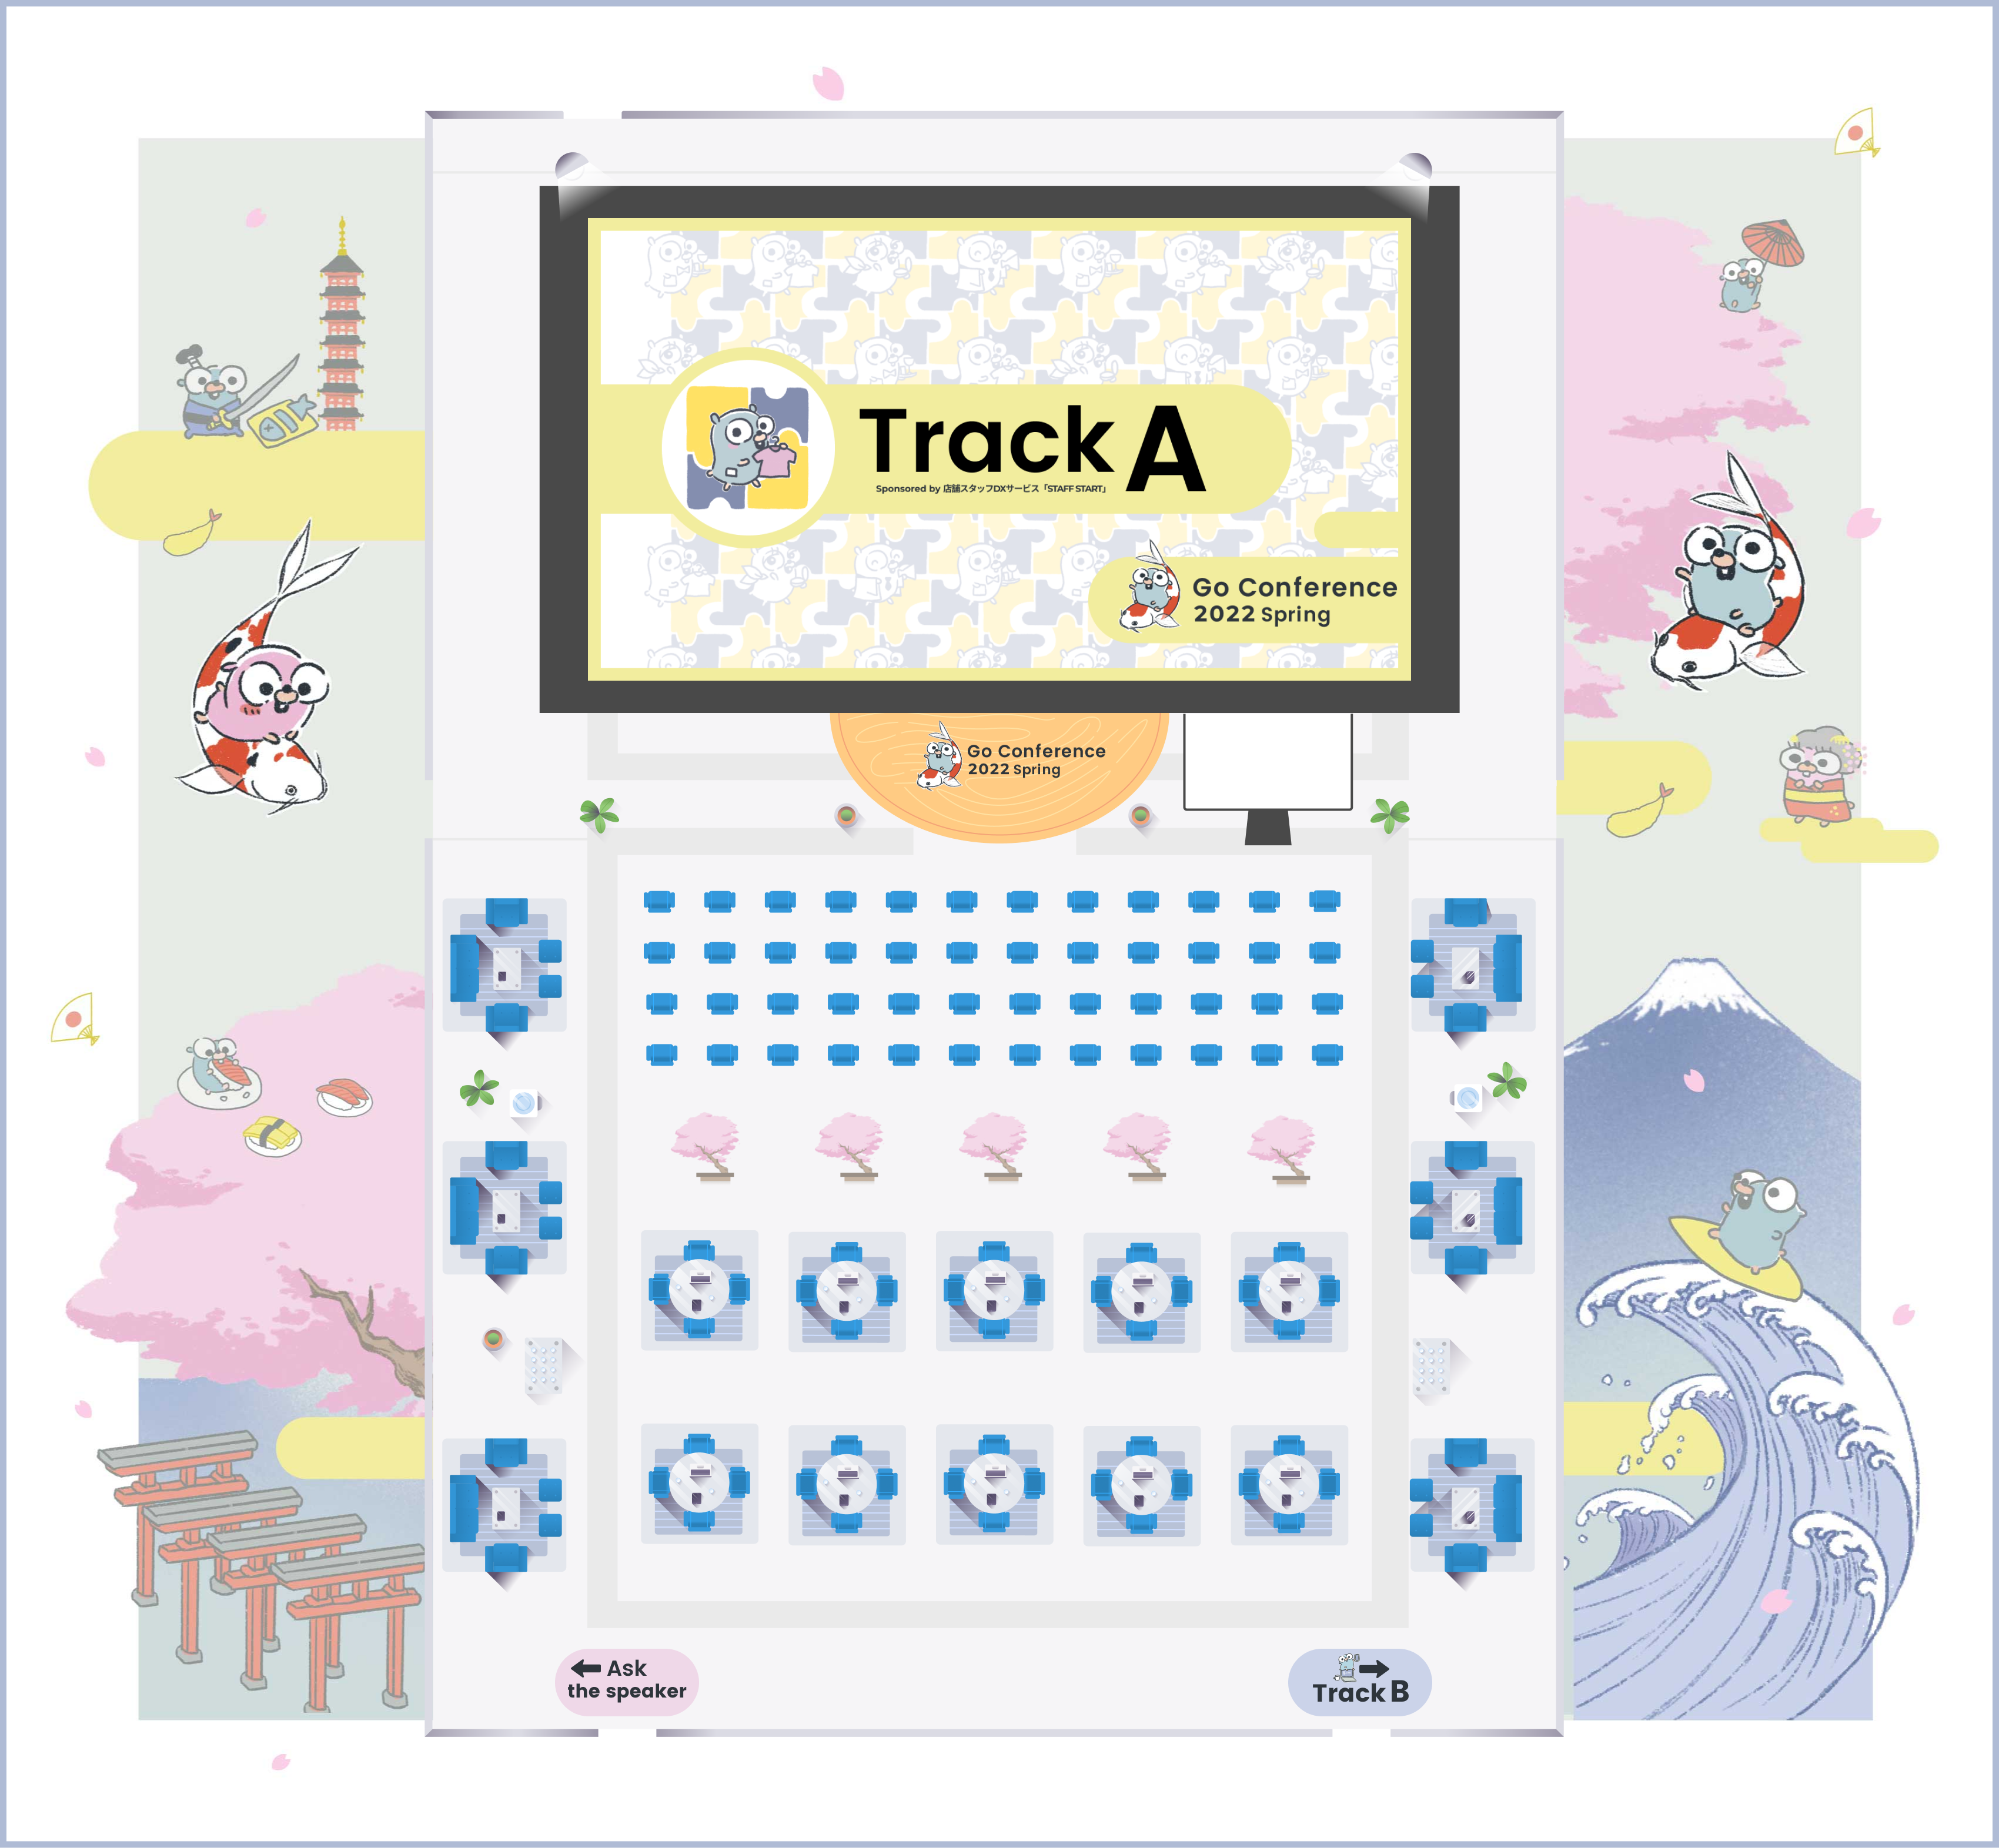 Track A
Sponsored by 店舗スタッフDXサービス「STAFF START」
Go Conference
2022 Spring
Go Conference
2022 Spring
Ask
the speaker
Track B